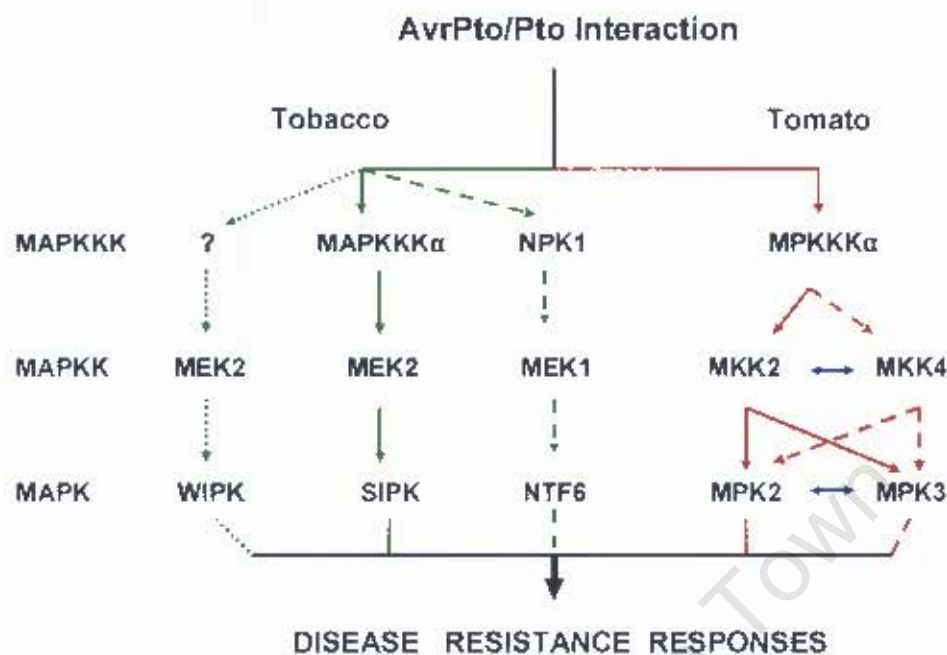 AvrPto/Pto Interaction
Tobacco Tomato
MAPKKK ? MAPKKKα NPK1 MPKKKα
MAPKK MEK2 MEK2 MEK1 MKK2 MKK4
MAPK WIPK SIPK NTF6 MPK2 MPK3
Town
DISEASE RESISTANCE RESPONSES